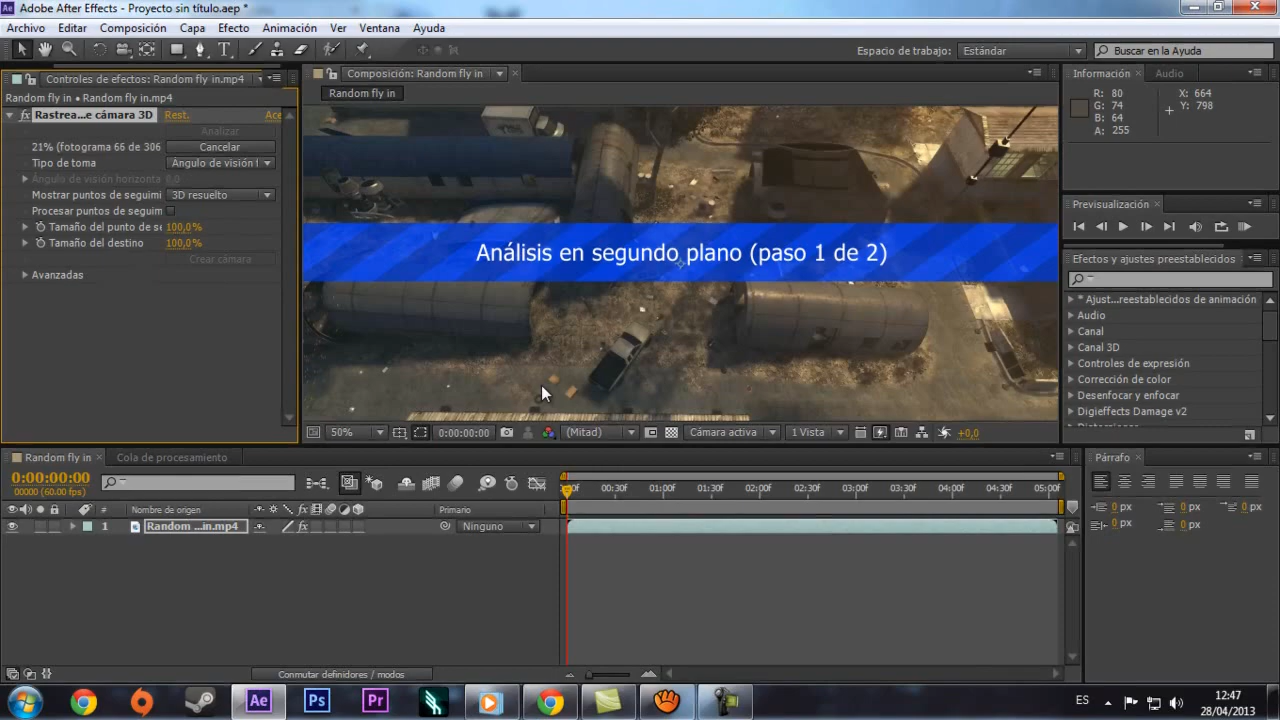 Adobe After Effects - Proyecto sin título.aep *
Archivo Editar Composición Capa Efecto Animación Ver Ventana Ayuda
Espacio de trabajo: Estándar Buscar en la Ayuda
Controles de efectos: Random fly in.mp4
Random fly in • Random fly in.mp4
fx Rastrea...e cámara 3D Rest. Ace
Analizar
21% (fotograma 66 de 306 Cancelar
Tipo de toma Ángulo de visión f
Ángulo de visión horizonta 0,0
Mostrar puntos de seguimi 3D resuelto
Procesar puntos de seguim
Tamaño del punto de se 100,0%
Tamaño del destino 100,0%
Crear cámara
Avanzadas
Composición: Random fly in
Random fly in
Análisis en segundo plano (paso 1 de 2)
50% 0:00:00:00 (Mitad) Cámara activa 1 Vista +0,0
Información Audio
R: 80 X: 664
G: 74 Y: 798
B: 64
A: 255
Previsualización
Efectos y ajustes preestablecidos
* Ajust...reestablecidos de animación
Audio
Canal
Canal 3D
Controles de expresión
Corrección de color
Desenfocar y enfocar
Digieffects Damage v2
Distorsionar
Random fly in Cola de procesamiento
0:00:00:00
00000 (60.00 fps)
# Nombre de origen fx Primario
1 Random ...in.mp4 fx Ninguno
00:30f 01:00f 01:30f 02:00f 02:30f 03:00f 03:30f 04:00f 04:30f 05:00f
Conmutar definidores / modos
Párrafo
0 px 0 px 0 px
0 px 0 px
Ae Ps Pr
ES 12:47
28/04/2013